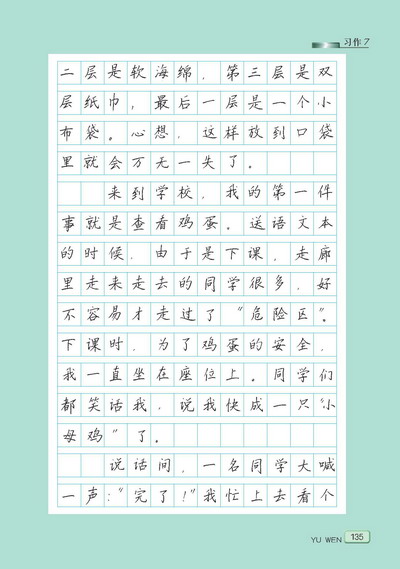 习作7
二层是软海绵，第三层是双
层纸巾，最后一层是一个小
布袋。心想，这样放到口袋
里就会万无一失了。
来到学校，我的第一件
事就是查看鸡蛋。送语文本
的时候，由于是下课，走廊
里走来走去的同学很多，好
不容易才走过了“危险区”。
下课时，为了鸡蛋的安全，
我一直坐在座位上。同学们
都笑话我，说我快成一只“小
母鸡”了。
说话间，一名同学大喊
一声：“完了！”我忙上去看个
YU WEN 135